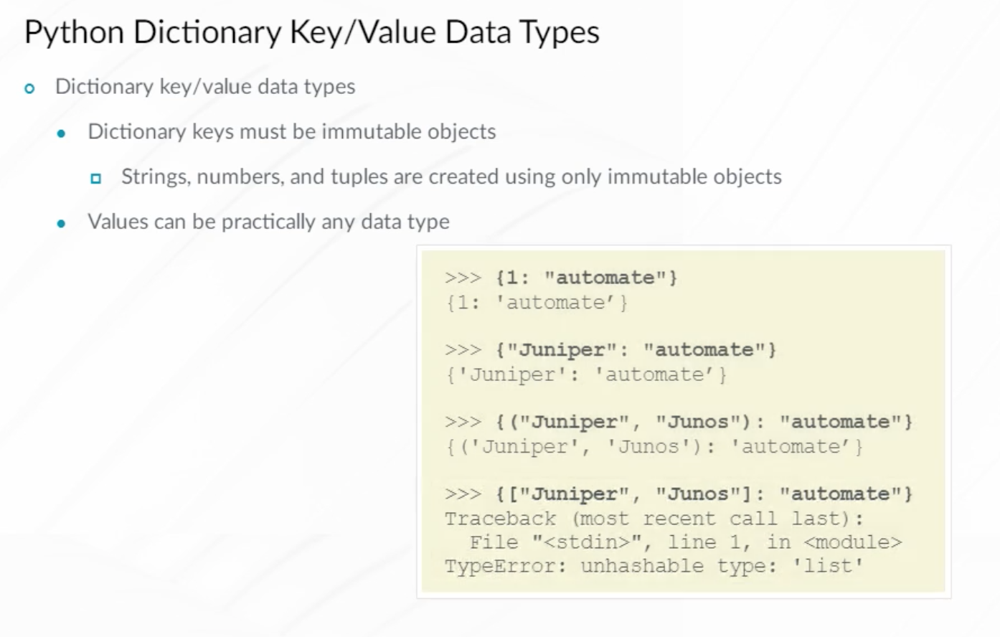 Python Dictionary Key/Value Data Types
Dictionary key/value data types
Dictionary keys must be immutable objects
Strings, numbers, and tuples are created using only immutable objects
Values can be practically any data type
>>> {1: "automate"}
{1: 'automate’}
>>> {"Juniper": "automate"}
{'Juniper': 'automate’}
>>> {("Juniper", "Junos"): "automate"}
{('Juniper', 'Junos'): 'automate’}
>>> {["Juniper", "Junos"]: "automate"}
Traceback (most recent call last):
  File "<stdin>", line 1, in <module>
TypeError: unhashable type: 'list'